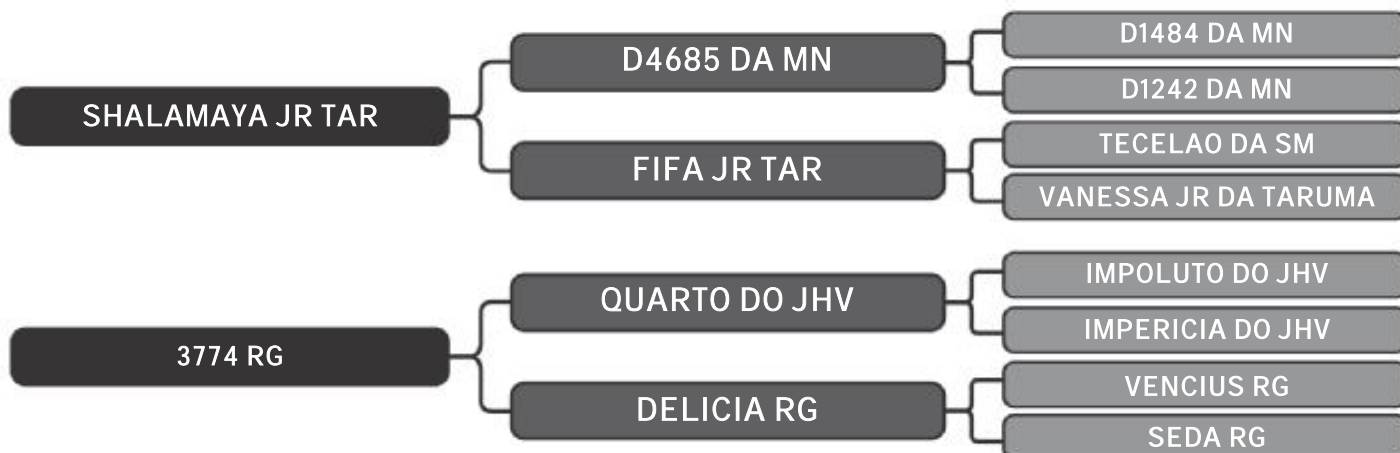 SHALAMAYA JR TAR
D4685 DA MN
D1484 DA MN
D1242 DA MN
FIFA JR TAR
TECELAO DA SM
VANESSA JR DA TARUMA
3774 RG
QUARTO DO JHV
IMPOLUTO DO JHV
IMPERICIA DO JHV
DELICIA RG
VENCIUS RG
SEDA RG